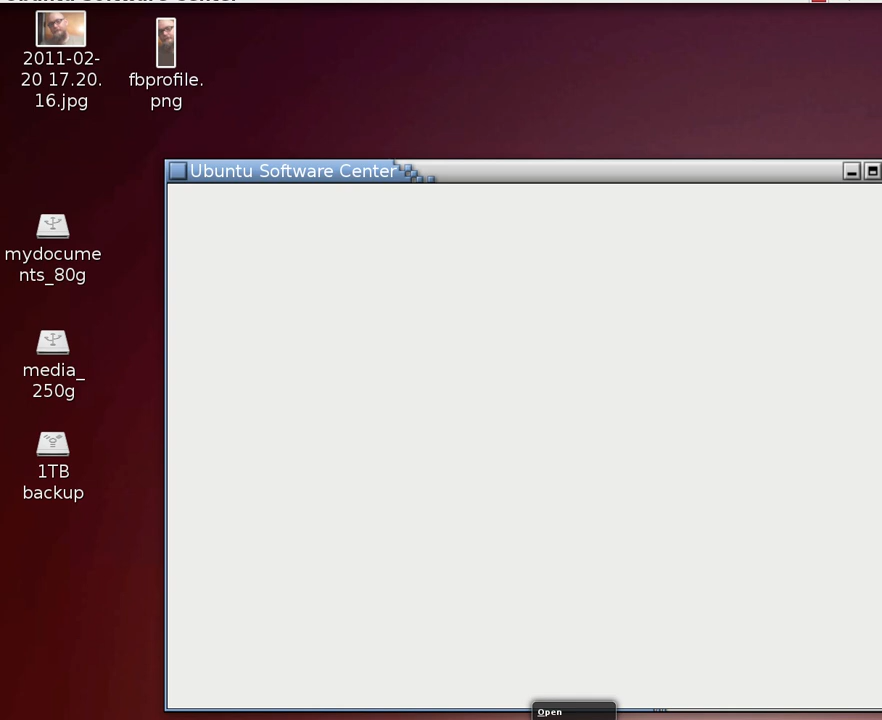 2011-02-
20 17.20.
16.jpg
fbprofile.
png
Ubuntu Software Center
mydocume
nts_80g
media_
250g
1TB
backup
Open